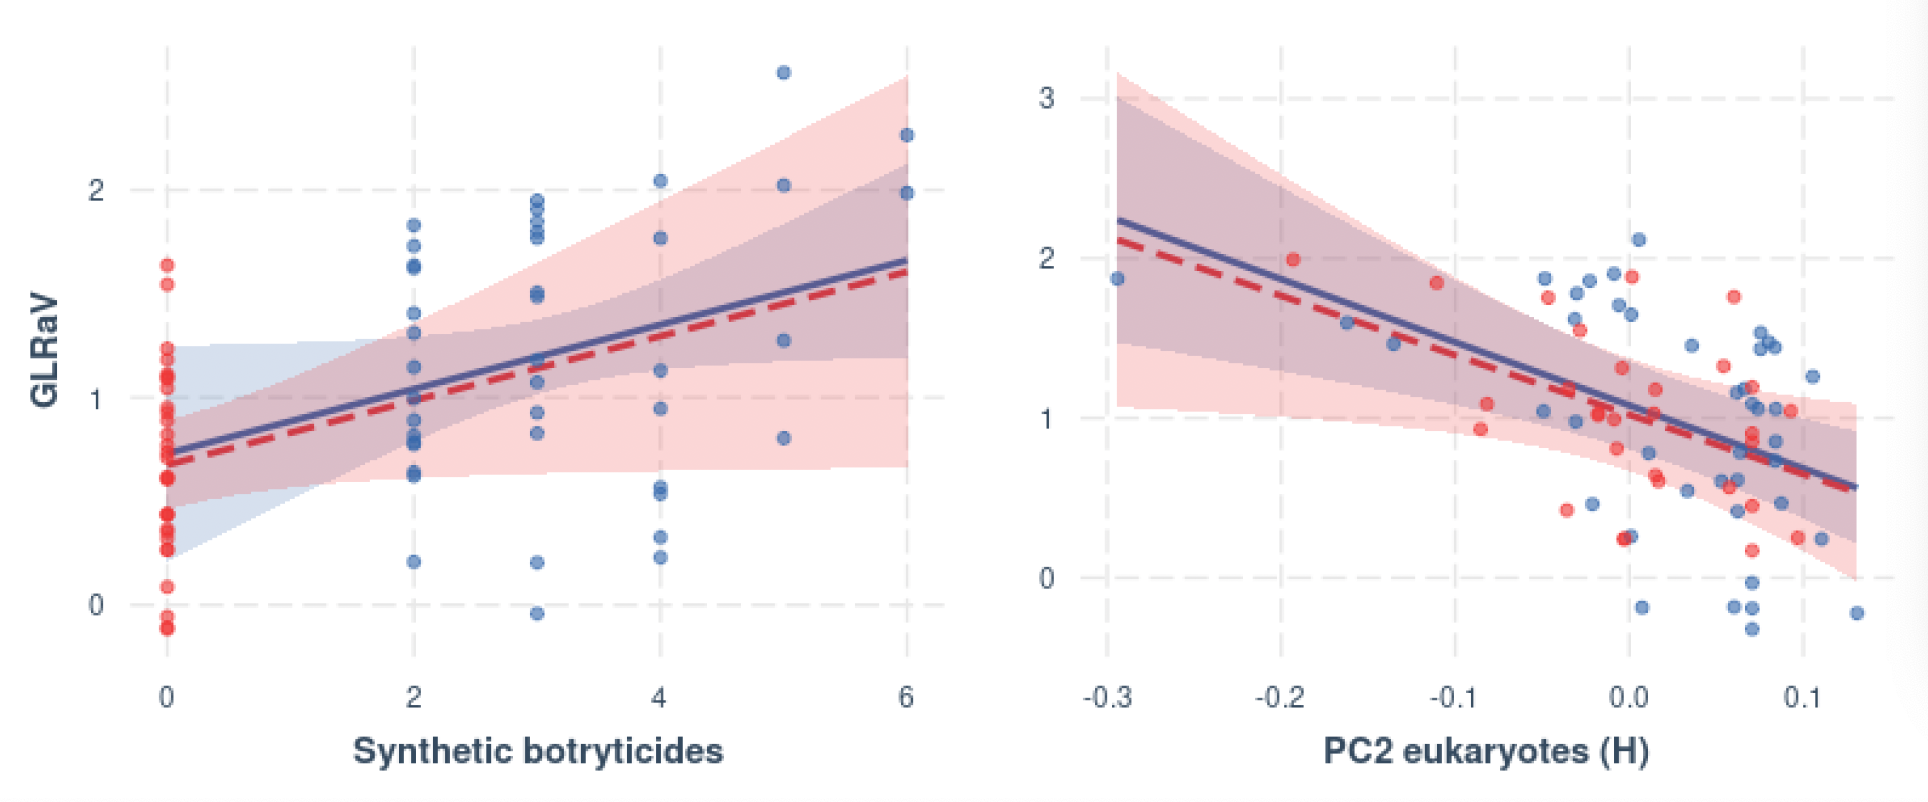 GLRaV
2
1
0
0 2 4 6
Synthetic botryticides
3
2
1
0
-0.3 -0.2 -0.1 0.0 0.1
PC2 eukaryotes (H)